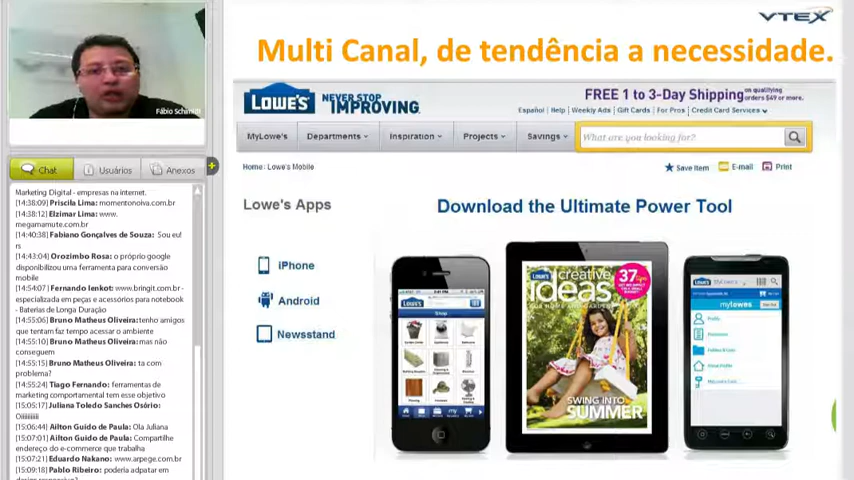 VTEX
Multi Canal, de tendência a necessidade.
Fábio Schmidt
Chat
Usuários
Anexos
Marketing Digital - empresas na internet.
[14:38:09] Priscila Lima: momentonoiva.com.br
[14:38:12] Elzimar Lima: www.
megamamute.com.br
[14:40:38] Fabiano Gonçalves de Souza: Sou eu!
rs
[14:43:04] Orozimbo Rosa: o próprio google
disponibilizou uma ferramenta para conversão
mobile
[14:54:07] Fernando Ienkot: www.bringit.com.br -
especializada em peças e acessórios para notebook
- Baterias de Longa Duração
[14:55:06] Bruno Matheus Oliveira: tenho amigos
que tentam faz tempo acessar o ambiente
[14:55:10] Bruno Matheus Oliveira: mas não
conseguem
[14:55:15] Bruno Matheus Oliveira: ta com
problema?
[14:55:24] Tiago Fernando: ferramentas de
marketing comportamental tem esse objetivo
[15:05:17] Juliana Toledo Sanches Osório:
[15:06:44] Ailton Guido de Paula: Ola Juliana
[15:07:01] Ailton Guido de Paula: Compartilhe
endereço do e-commerce que trabalha
[15:07:21] Eduardo Nakano: www.arpege.com.br
[15:09:18] Pablo Ribeiro: poderia adpatar em
LOWE'S
NEVER STOP
IMPROVING.
FREE 1 to 3-Day Shipping on qualifying
orders $49 or more.
Español | Help | Weekly Ads | Gift Cards | For Pros | Credit Card Services
MyLowe's
Departments
Inspiration
Projects
Savings
What are you looking for?
Home: Lowe's Mobile
Save Item
E-mail
Print
Lowe's Apps
Download the Ultimate Power Tool
iPhone
Android
Newsstand
Shop
Lowe's
creative
ideas
37
SWING INTO
SUMMER
mylowes
Profile